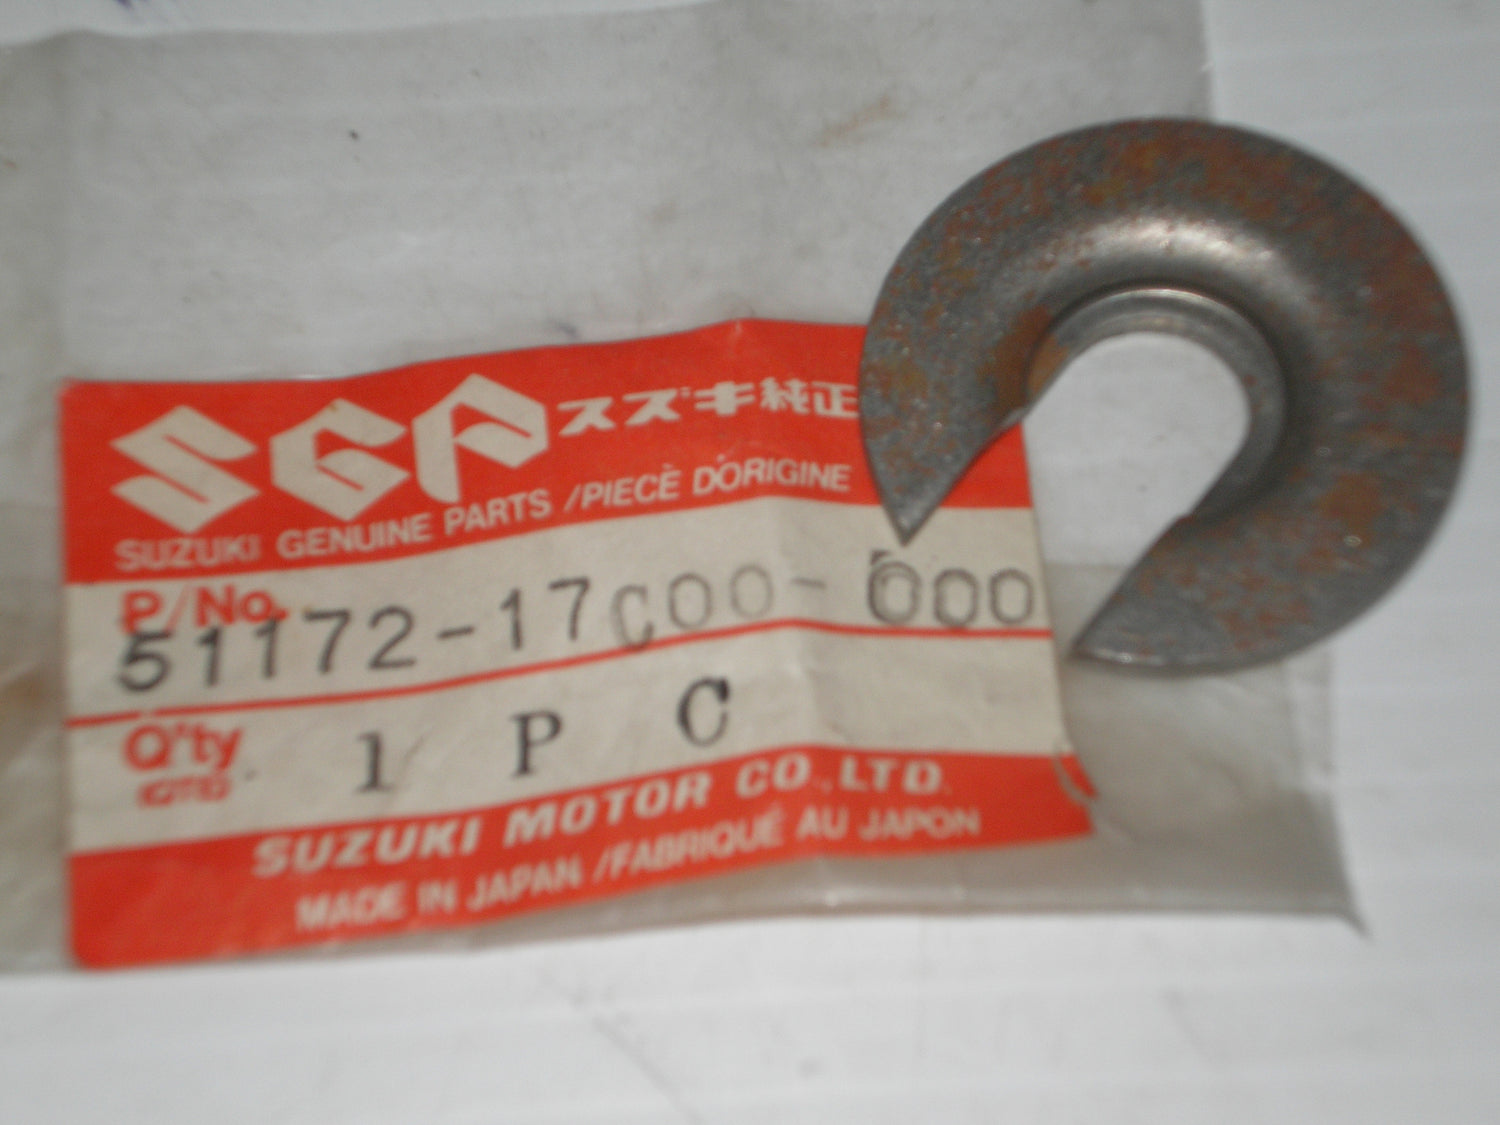 SGP スズキ純正
SUZUKI GENUINE PARTS /PIECÈ D'ORIGINE
P/No.
51172-17C00-000
Q'ty 1 P C
SUZUKI MOTOR CO.,LTD.
MADE IN JAPAN /FABRIQUÉ AU JAPON